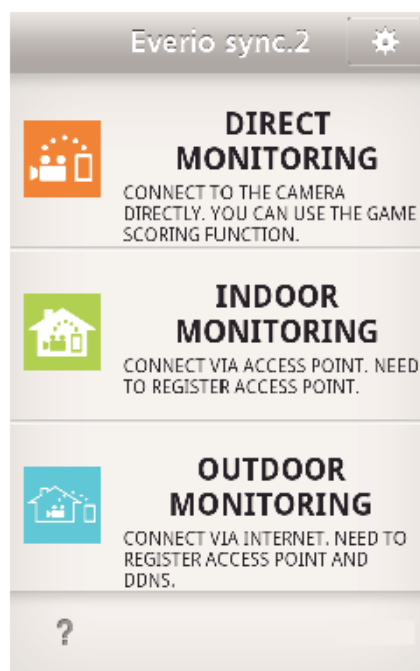 Everio sync.2
DIRECT
MONITORING
CONNECT TO THE CAMERA
DIRECTLY. YOU CAN USE THE GAME
SCORING FUNCTION.
INDOOR
MONITORING
CONNECT VIA ACCESS POINT. NEED
TO REGISTER ACCESS POINT.
OUTDOOR
MONITORING
CONNECT VIA INTERNET. NEED TO
REGISTER ACCESS POINT AND
DDNS.
?